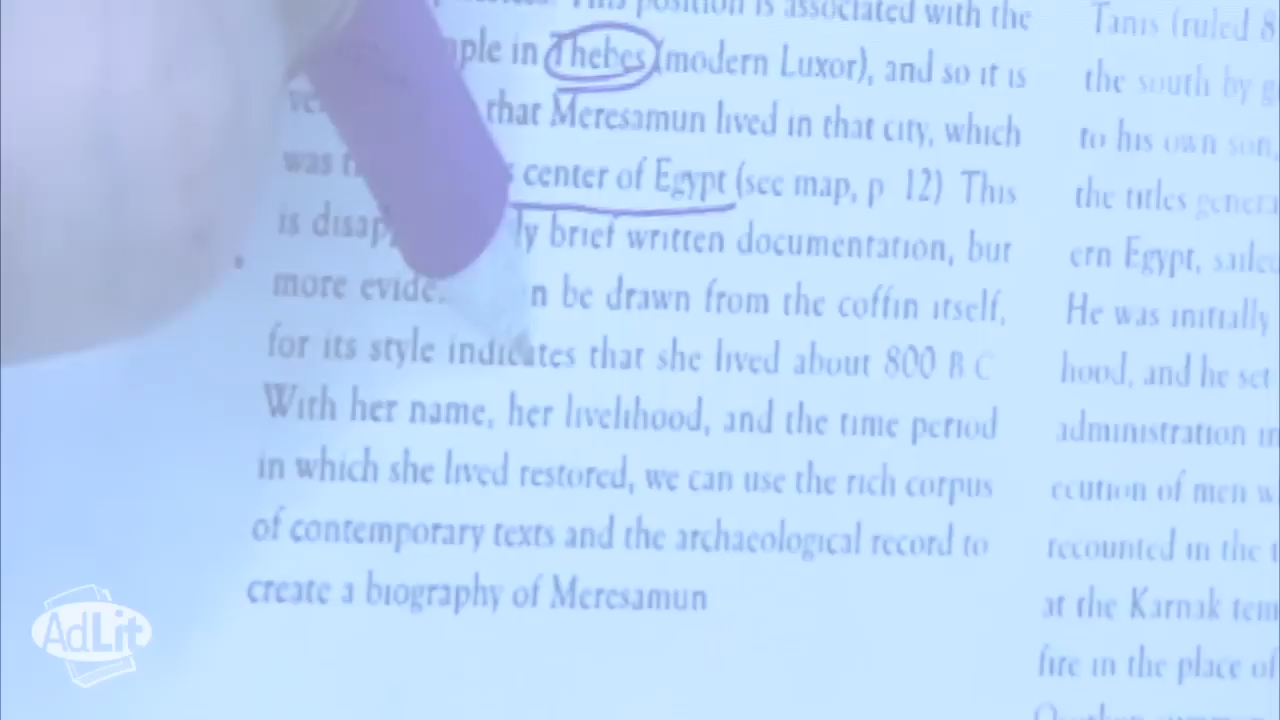 This position is associated with the
in Thebes (modern Luxor), and so it is
that Meresamun lived in that city, which
was center of Egypt (see map, p 12) This
is brief written documentation, but
more be drawn from the coffin itself,
for its style indicates that she lived about 800 B C
With her name, her livelihood, and the time period
in which she lived restored, we can use the rich corpus
of contemporary texts and the archaeological record to
create a biography of Meresamun
Tanis (ruled 8
the south by g
to his own son,
the titles genera
ern Egypt, sailed
He was initially
hood, and he set
administration in
ecution of men w
recounted in the t
at the Karnak tem
fire in the place of
AdLit